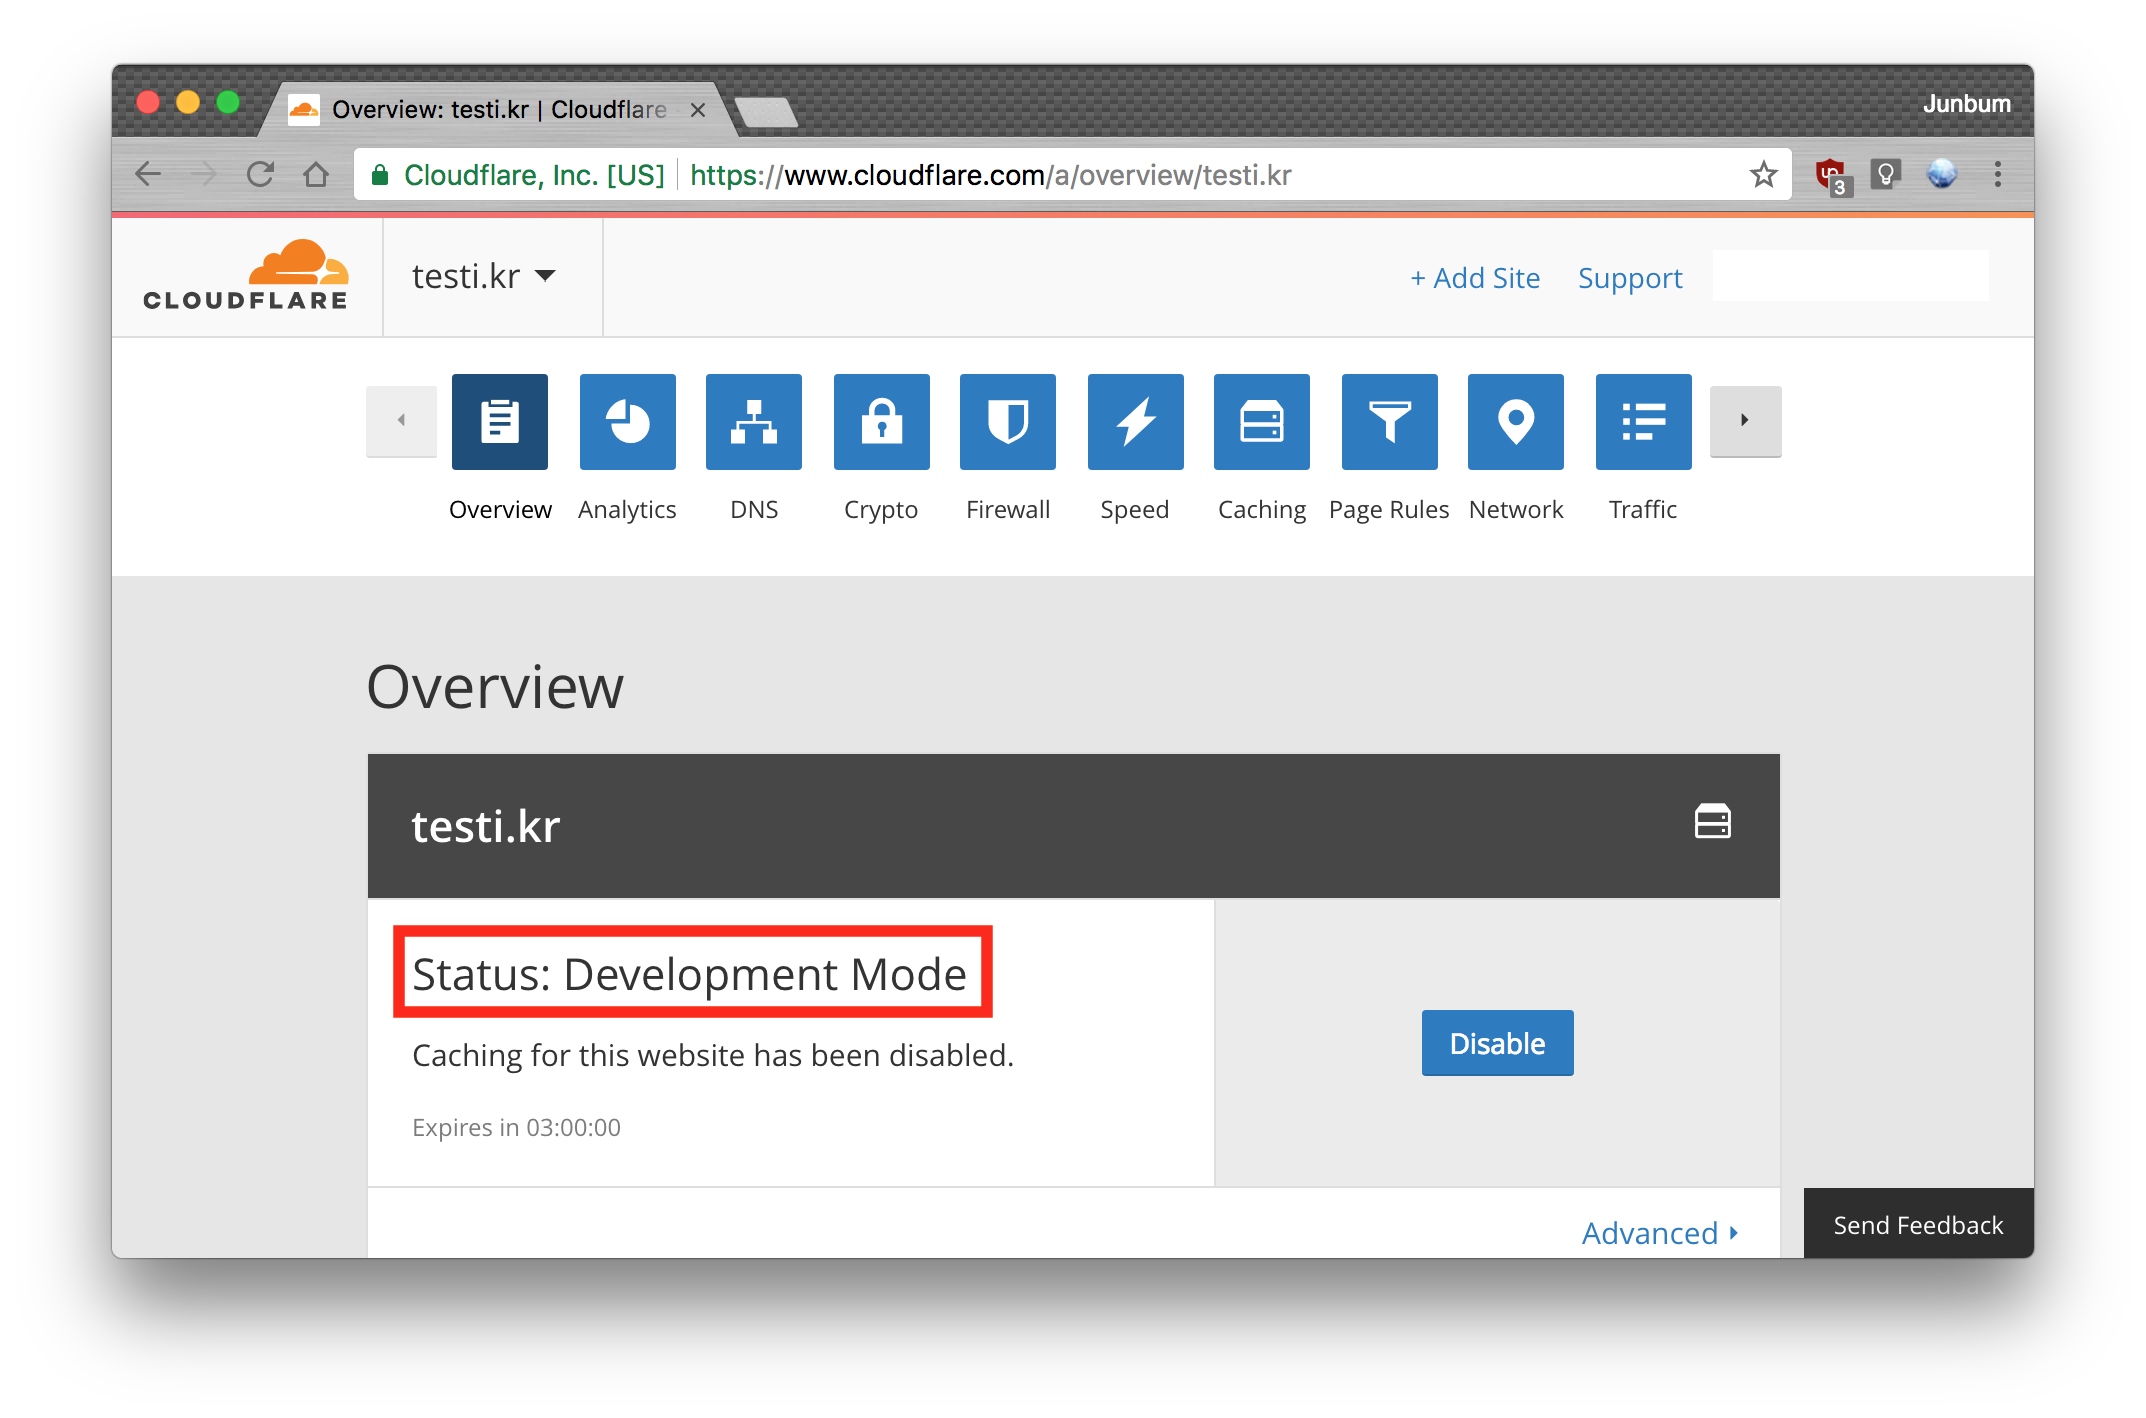 Overview: testi.kr | Cloudflare
Junbum
Cloudflare, Inc. [US] https://www.cloudflare.com/a/overview/testi.kr
3
CLOUDFLARE
testi.kr
+ Add Site Support
Overview Analytics DNS Crypto Firewall Speed Caching Page Rules Network Traffic
Overview
testi.kr
Status: Development Mode
Disable
Caching for this website has been disabled.
Expires in 03:00:00
Advanced
Send Feedback